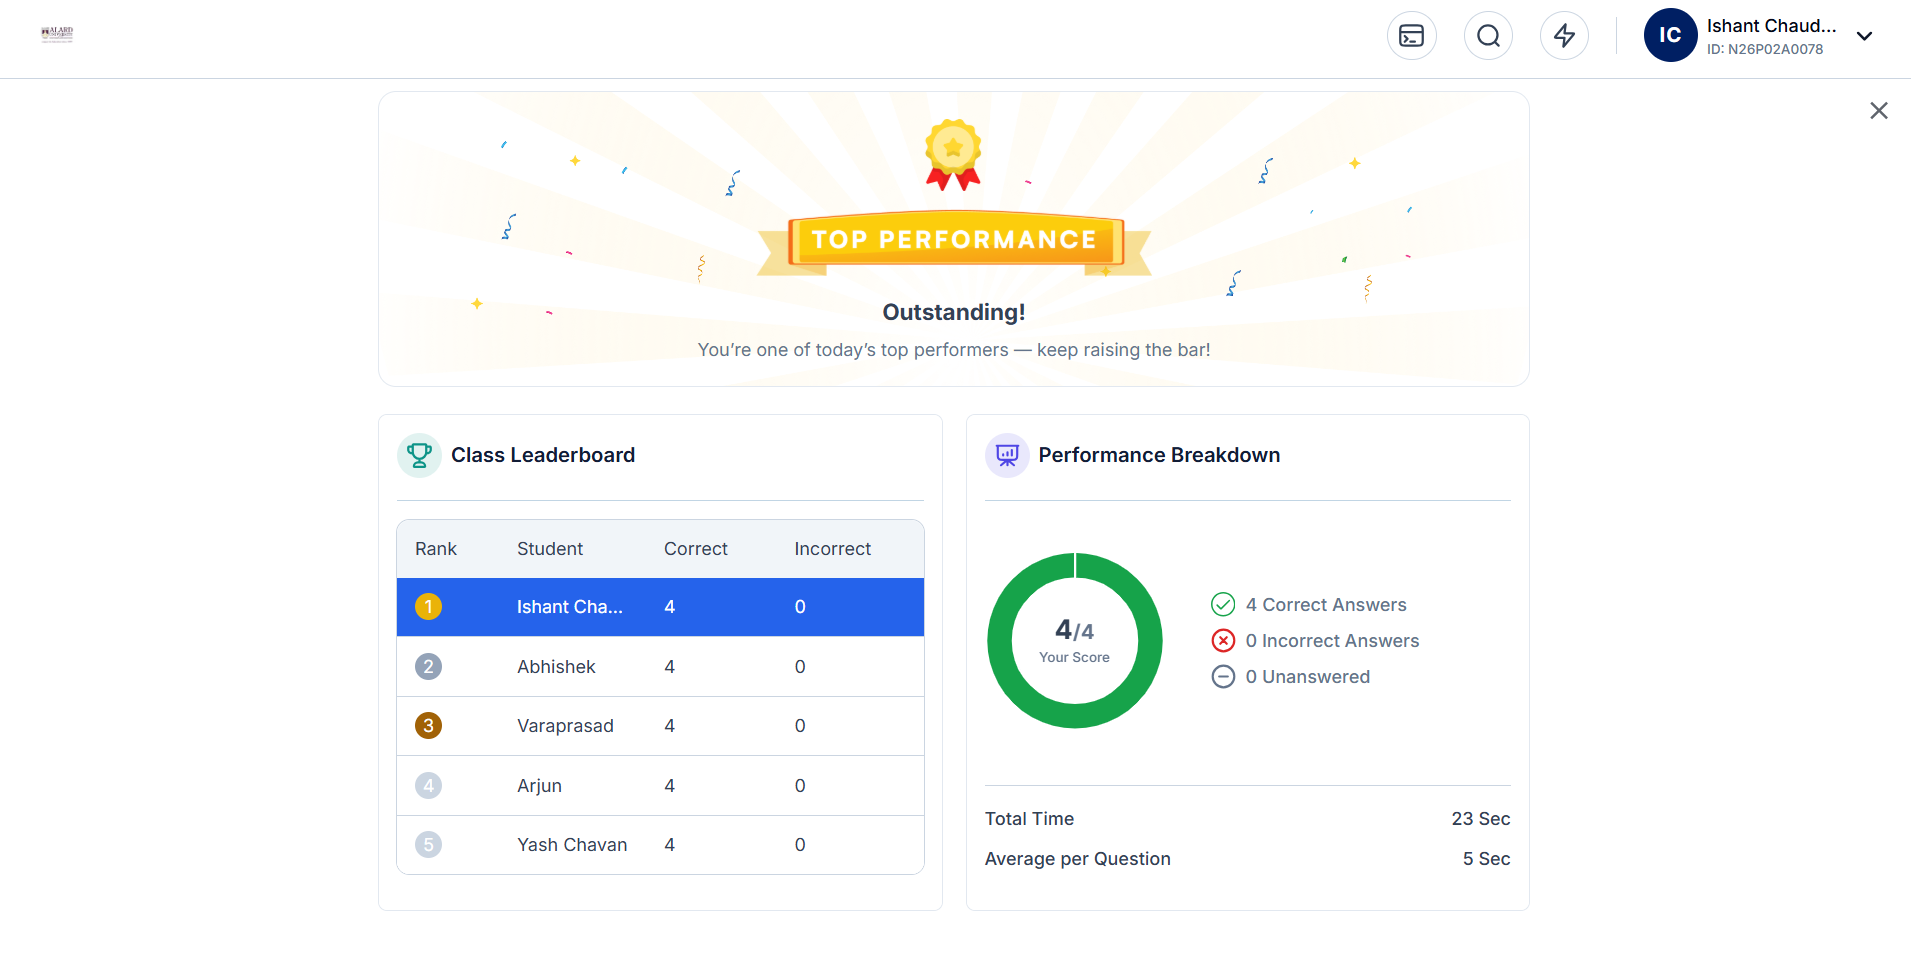 ALARD
UNIVERSITY
IC
Ishant Chaud...
ID: N26P02A0078
TOP PERFORMANCE
Outstanding!
You’re one of today’s top performers — keep raising the bar!
Class Leaderboard
Rank Student Correct Incorrect
1 Ishant Cha... 4 0
2 Abhishek 4 0
3 Varaprasad 4 0
4 Arjun 4 0
5 Yash Chavan 4 0
Performance Breakdown
4/4
Your Score
4 Correct Answers
0 Incorrect Answers
0 Unanswered
Total Time 23 Sec
Average per Question 5 Sec